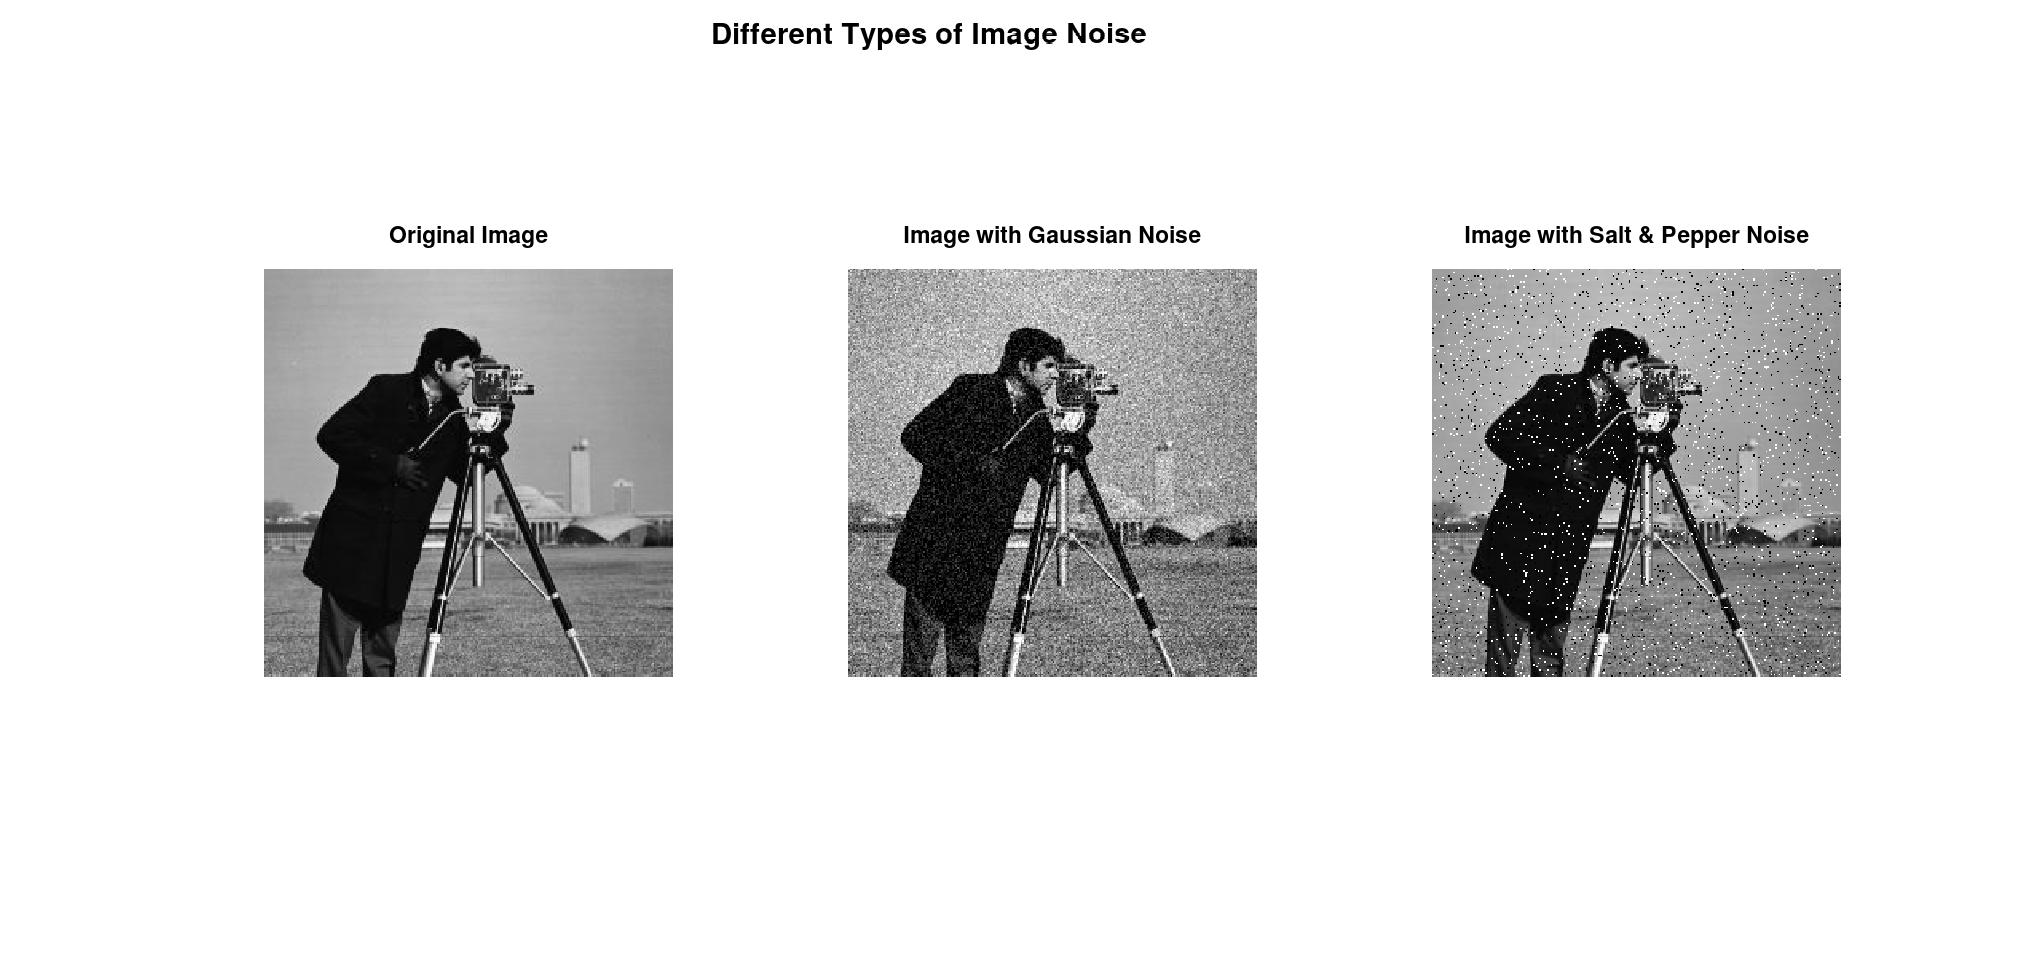 Different Types of Image Noise
Original Image
Image with Gaussian Noise
Image with Salt & Pepper Noise